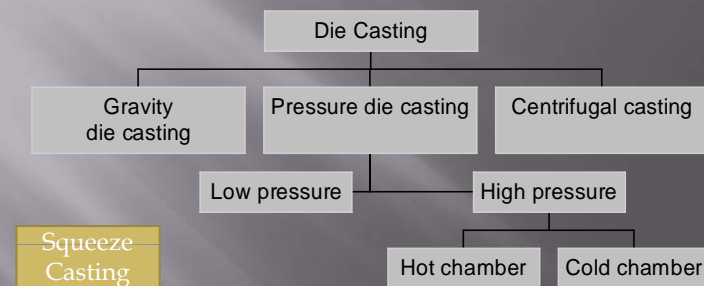 Die Casting
Gravity
die casting
Pressure die casting
Centrifugal casting
Low pressure
High pressure
Squeeze
Casting
Hot chamber
Cold chamber